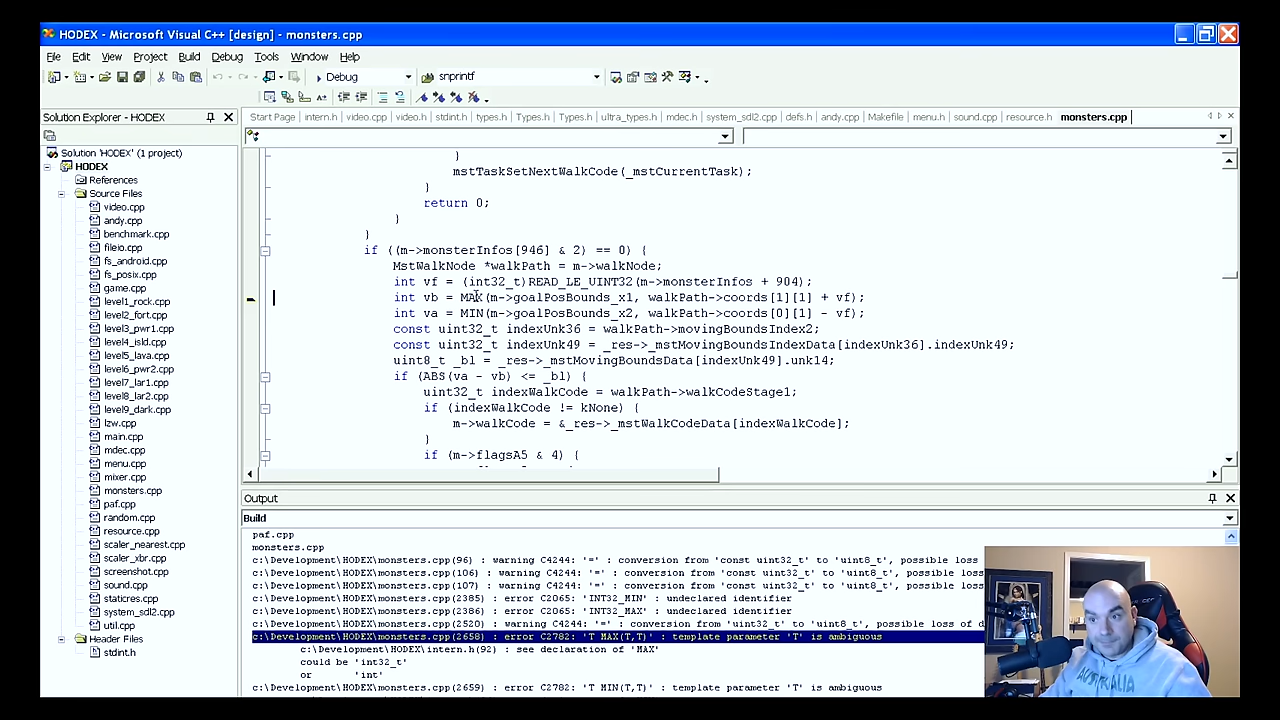 HODEX - Microsoft Visual C++ [design] - monsters.cpp
File Edit View Project Build Debug Tools Window Help
Debug snprintf
Solution Explorer - HODEX
Start Page intern.h video.cpp video.h stdint.h types.h Types.h Types.h ultra_types.h mdec.h system_sdl2.cpp defs.h andy.cpp Makefile menu.h sound.cpp resource.h monsters.cpp
Solution 'HODEX' (1 project)
HODEX
References
Source Files
video.cpp
andy.cpp
benchmark.cpp
fileio.cpp
fs_android.cpp
fs_posix.cpp
game.cpp
level1_rock.cpp
level2_fort.cpp
level3_pwr1.cpp
level4_isld.cpp
level5_lava.cpp
level6_pwr2.cpp
level7_lar1.cpp
level8_lar2.cpp
level9_dark.cpp
lzw.cpp
main.cpp
mdec.cpp
menu.cpp
mixer.cpp
monsters.cpp
paf.cpp
random.cpp
resource.cpp
scaler_nearest.cpp
scaler_xbr.cpp
screenshot.cpp
sound.cpp
staticres.cpp
system_sdl2.cpp
util.cpp
Header Files
stdint.h
}
mstTaskSetNextWalkCode(_mstCurrentTask);
}
return 0;
}
}
if ((m->monsterInfos[946] & 2) == 0) {
MstWalkNode *walkPath = m->walkNode;
int vf = (int32_t)READ_LE_UINT32(m->monsterInfos + 904);
int vb = MAX(m->goalPosBounds_x1, walkPath->coords[1][1] + vf);
int va = MIN(m->goalPosBounds_x2, walkPath->coords[0][1] - vf);
const uint32_t indexUnk36 = walkPath->movingBoundsIndex2;
const uint32_t indexUnk49 = _res->_mstMovingBoundsIndexData[indexUnk36].indexUnk49;
uint8_t _bl = _res->_mstMovingBoundsData[indexUnk49].unk14;
if (ABS(va - vb) <= _bl) {
uint32_t indexWalkCode = walkPath->walkCodeStage1;
if (indexWalkCode != kNone) {
m->walkCode = &_res->_mstWalkCodeData[indexWalkCode];
}
if (m->flagsA5 & 4) {
Output
Build
paf.cpp
monsters.cpp
c:\Development\HODEX\monsters.cpp(96) : warning C4244: '=' : conversion from 'const uint32_t' to 'uint8_t', possible loss
c:\Development\HODEX\monsters.cpp(106) : warning C4244: '=' : conversion from 'const uint32_t' to 'uint8_t', possible los
c:\Development\HODEX\monsters.cpp(107) : warning C4244: '=' : conversion from 'const uint32_t' to 'uint8_t', possible los
c:\Development\HODEX\monsters.cpp(2385) : error C2065: 'INT32_MIN' : undeclared identifier
c:\Development\HODEX\monsters.cpp(2386) : error C2065: 'INT32_MAX' : undeclared identifier
c:\Development\HODEX\monsters.cpp(2520) : warning C4244: '=' : conversion from 'uint32_t' to 'uint8_t', possible loss of d
c:\Development\HODEX\monsters.cpp(2658) : error C2782: 'T MAX(T,T)' : template parameter 'T' is ambiguous
c:\Development\HODEX\intern.h(92) : see declaration of 'MAX'
could be 'int32_t'
or 'int'
c:\Development\HODEX\monsters.cpp(2659) : error C2782: 'T MIN(T,T)' : template parameter 'T' is ambiguous
AUSTRALIA